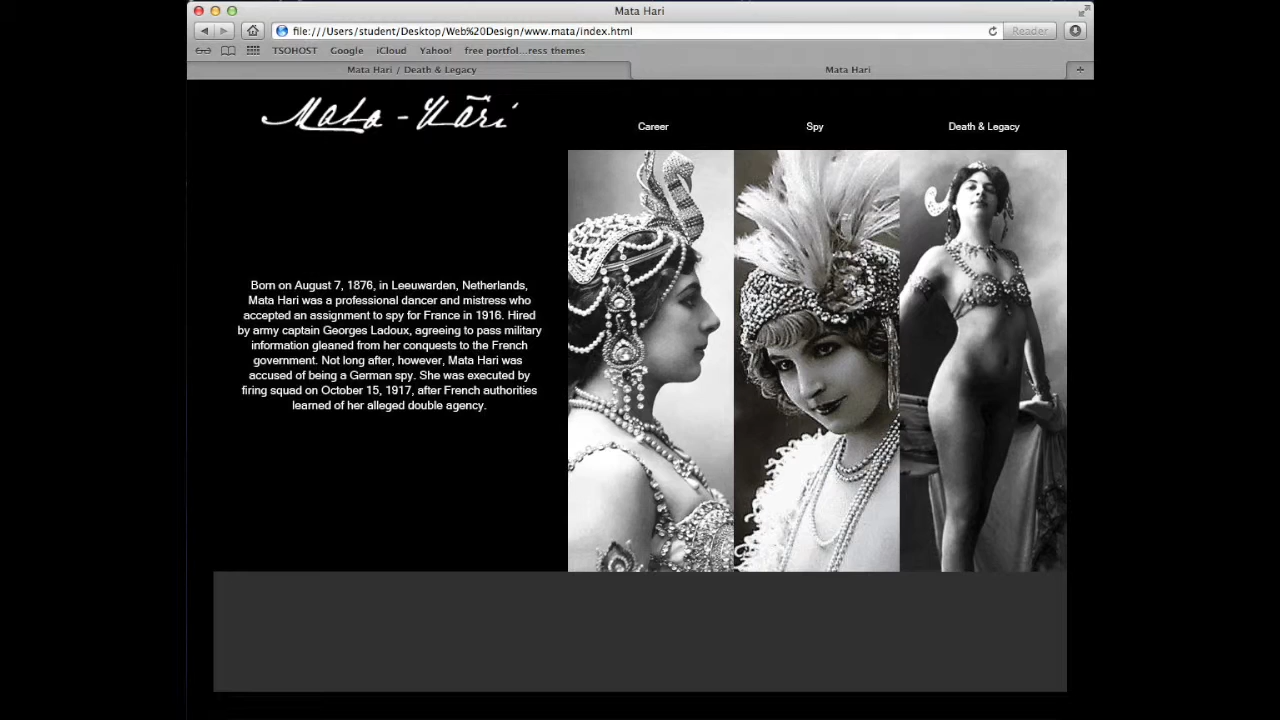 Mata Hari
file:///Users/student/Desktop/Web%20Design/www.mata/index.html
Reader
TSOHOST Google iCloud Yahoo! free portfol...ress themes
Mata Hari / Death & Legacy Mata Hari
Mata-Hari
Career Spy Death & Legacy
Born on August 7, 1876, in Leeuwarden, Netherlands,
Mata Hari was a professional dancer and mistress who
accepted an assignment to spy for France in 1916. Hired
by army captain Georges Ladoux, agreeing to pass military
information gleaned from her conquests to the French
government. Not long after, however, Mata Hari was
accused of being a German spy. She was executed by
firing squad on October 15, 1917, after French authorities
learned of her alleged double agency.